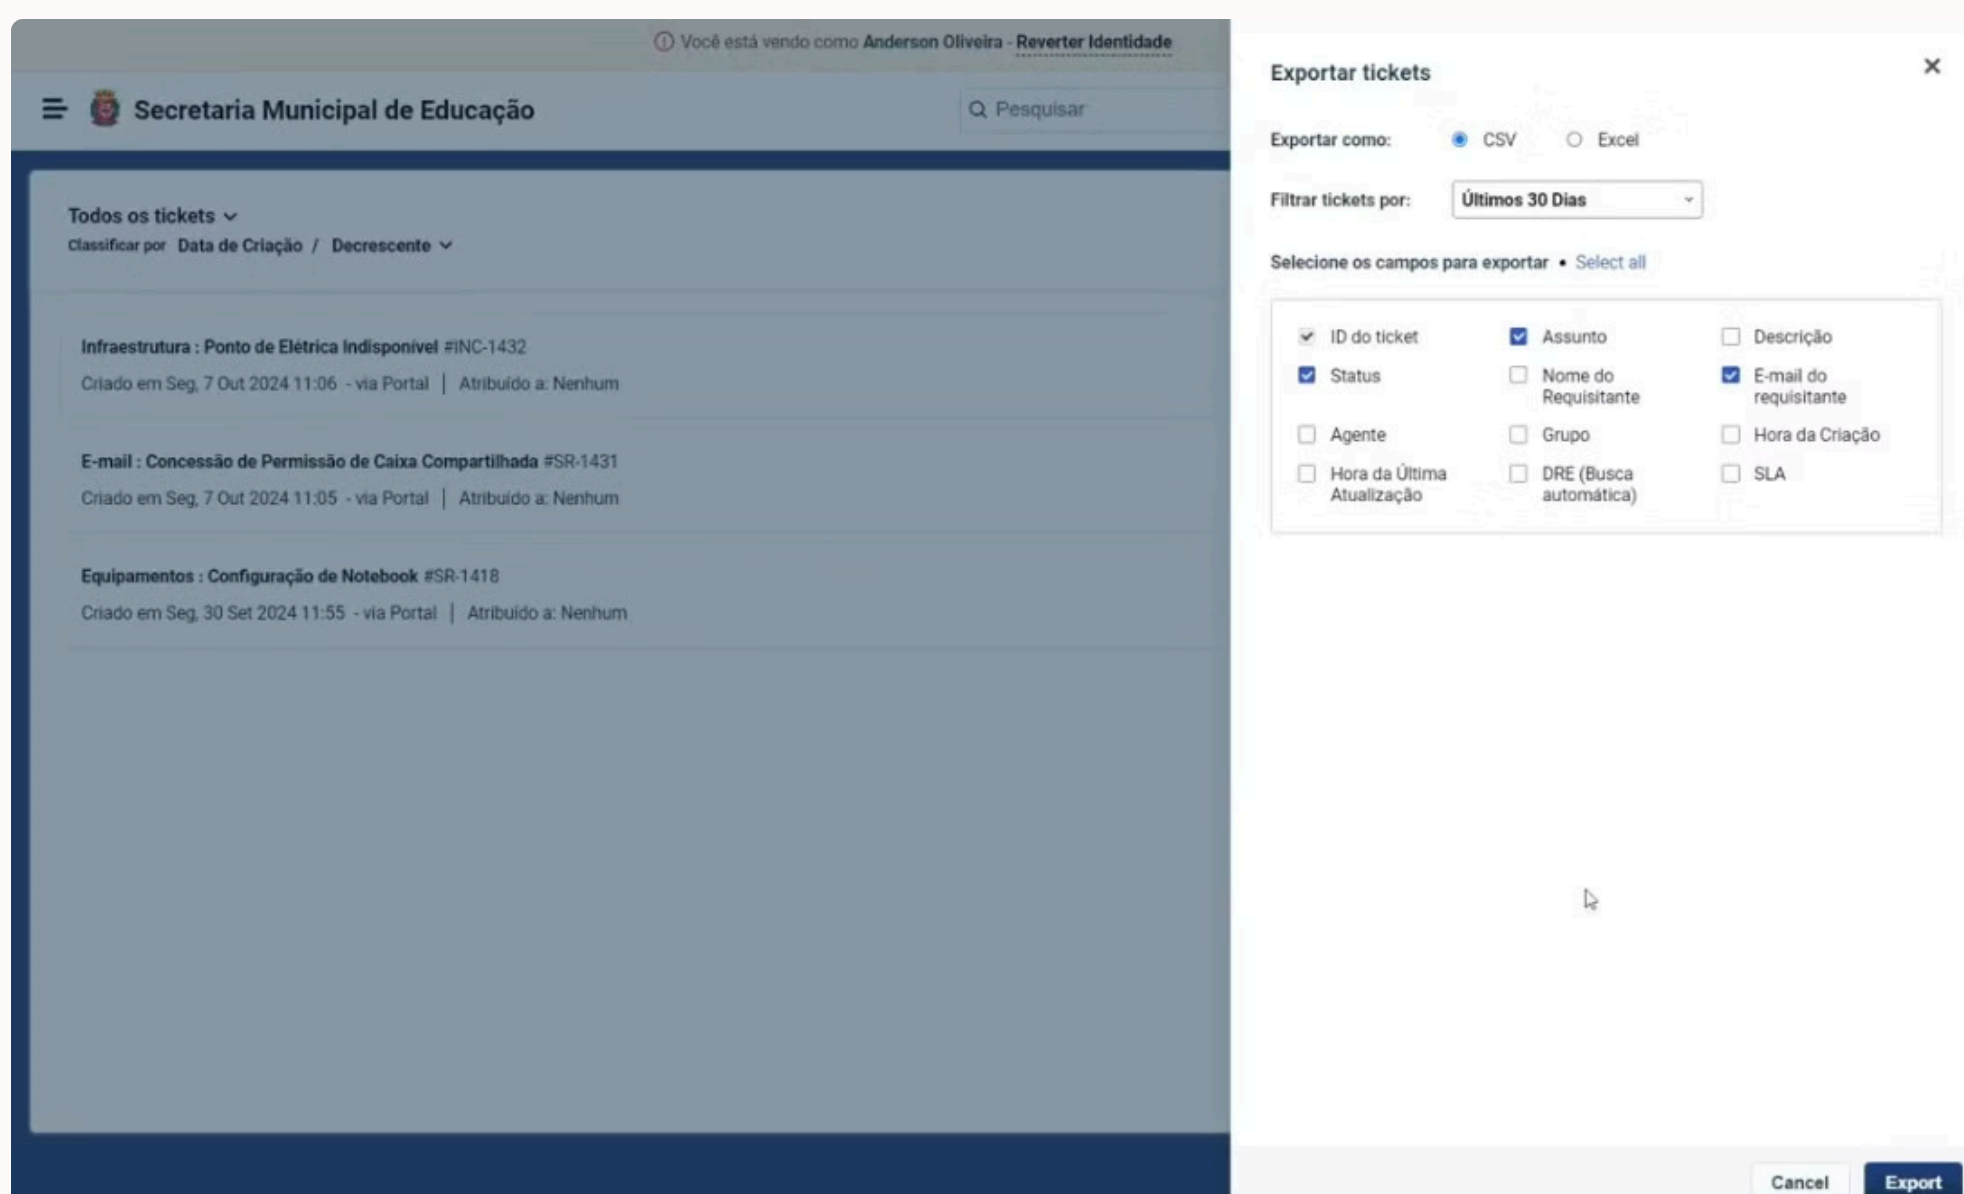 Você está vendo como Anderson Oliveira - Reverter Identidade
Secretaria Municipal de Educação
Pesquisar
Todos os tickets
Classificar por Data de Criação / Decrescente
Infraestrutura : Ponto de Elétrica Indisponível #INC-1432
Criado em Seg, 7 Out 2024 11:06 - via Portal | Atribuído a: Nenhum
E-mail : Concessão de Permissão de Caixa Compartilhada #SR-1431
Criado em Seg, 7 Out 2024 11:05 - via Portal | Atribuído a: Nenhum
Equipamentos : Configuração de Notebook #SR-1418
Criado em Seg, 30 Set 2024 11:55 - via Portal | Atribuído a: Nenhum
Exportar tickets
Exportar como: CSV Excel
Filtrar tickets por: Últimos 30 Dias
Selecione os campos para exportar • Select all
ID do ticket Assunto Descrição
Status Nome do Requisitante E-mail do requisitante
Agente Grupo Hora da Criação
Hora da Última Atualização DRE (Busca automática) SLA
Cancel Export